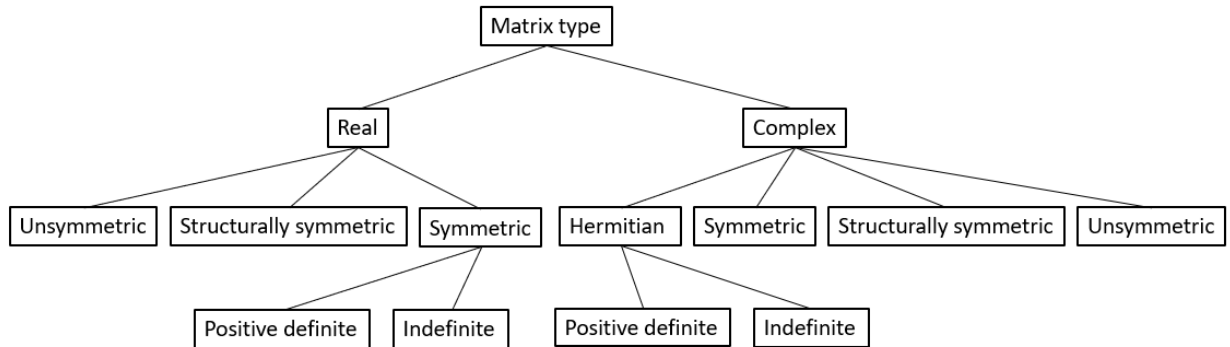 Matrix type
Real
Complex
Unsymmetric
Structurally symmetric
Symmetric
Hermitian
Symmetric
Structurally symmetric
Unsymmetric
Positive definite
Indefinite
Positive definite
Indefinite